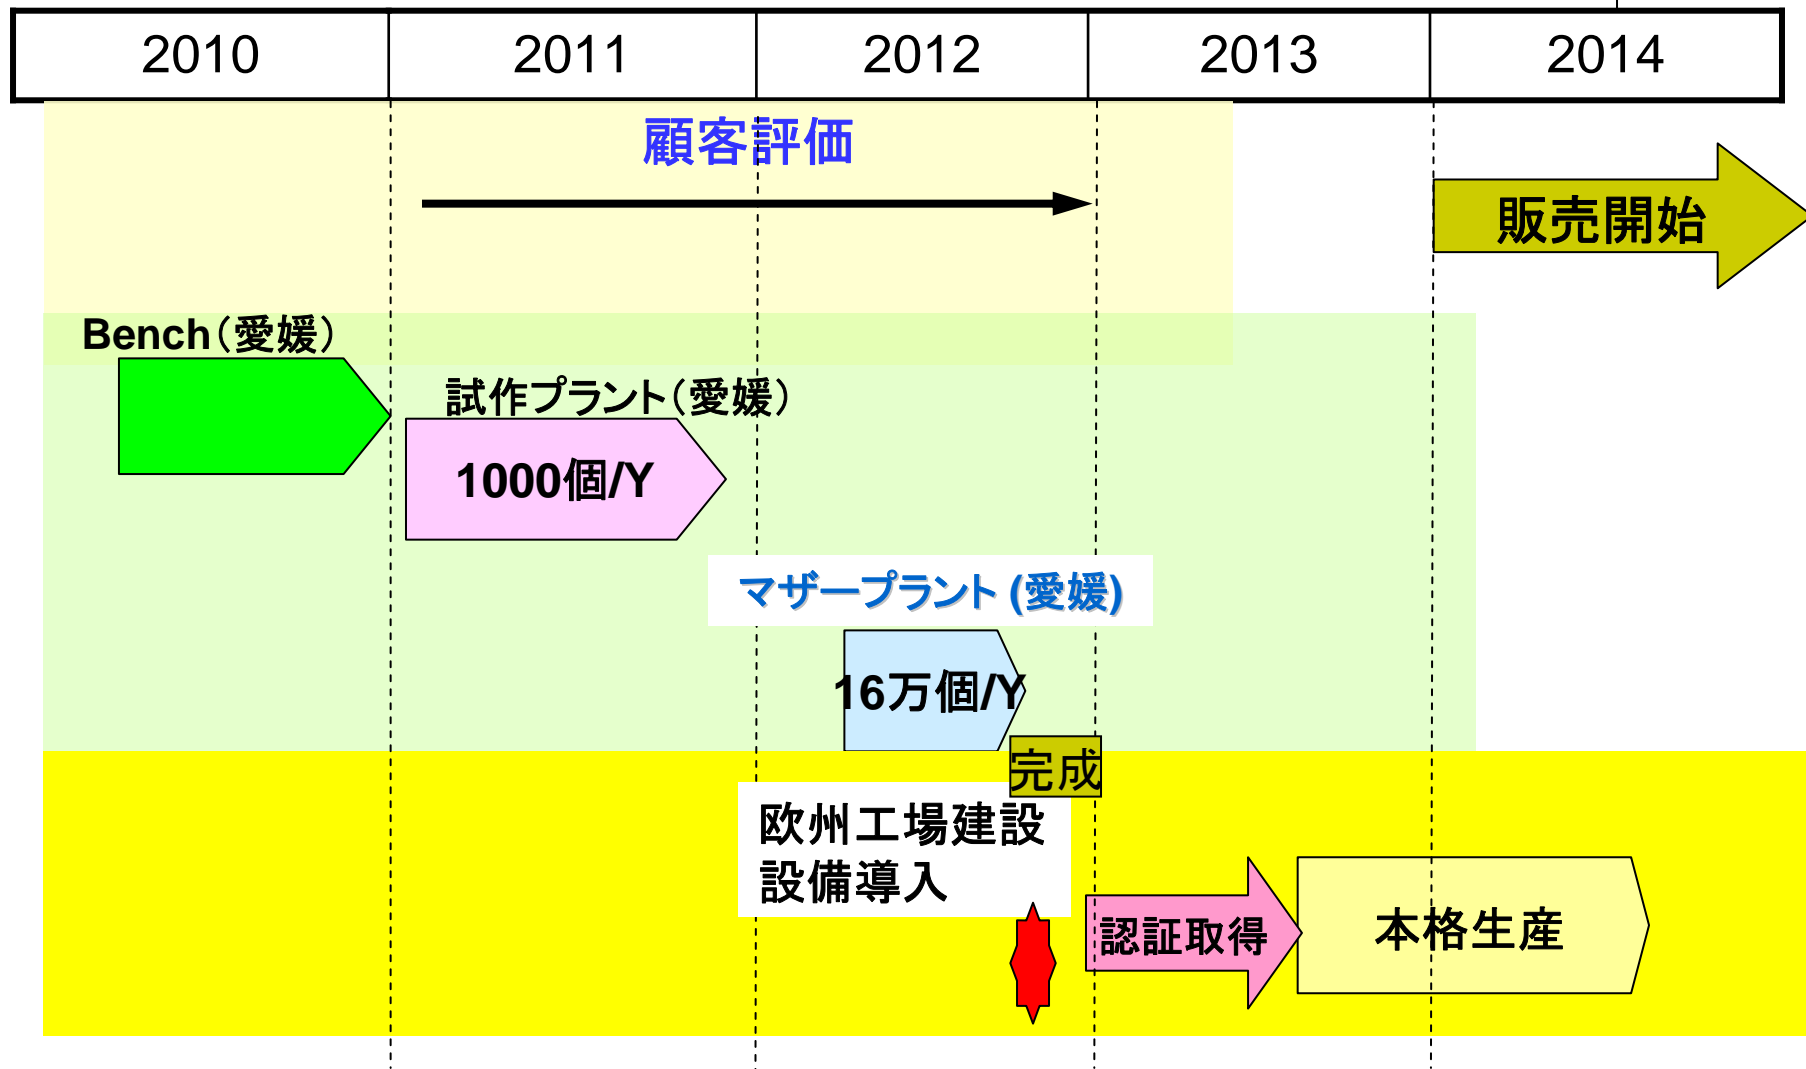 2010 2011 2012 2013 2014
顧客評価
販売開始
Bench（愛媛）
試作プラント（愛媛）
1000個/Y
マザープラント (愛媛)
16万個/Y
完成
欧州工場建設
設備導入
認証取得
本格生産